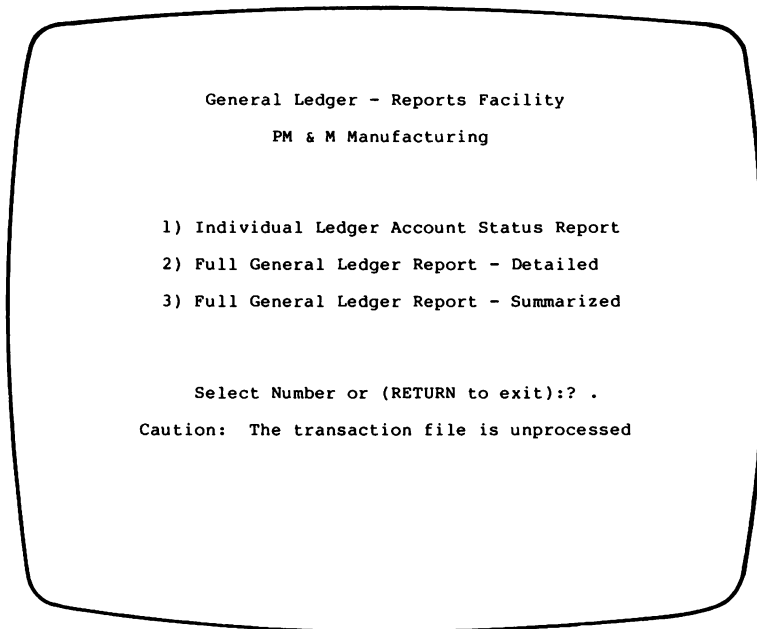 General Ledger - Reports Facility
PM & M Manufacturing
1) Individual Ledger Account Status Report
2) Full General Ledger Report - Detailed
3) Full General Ledger Report - Summarized
Select Number or (RETURN to exit):? .
Caution: The transaction file is unprocessed